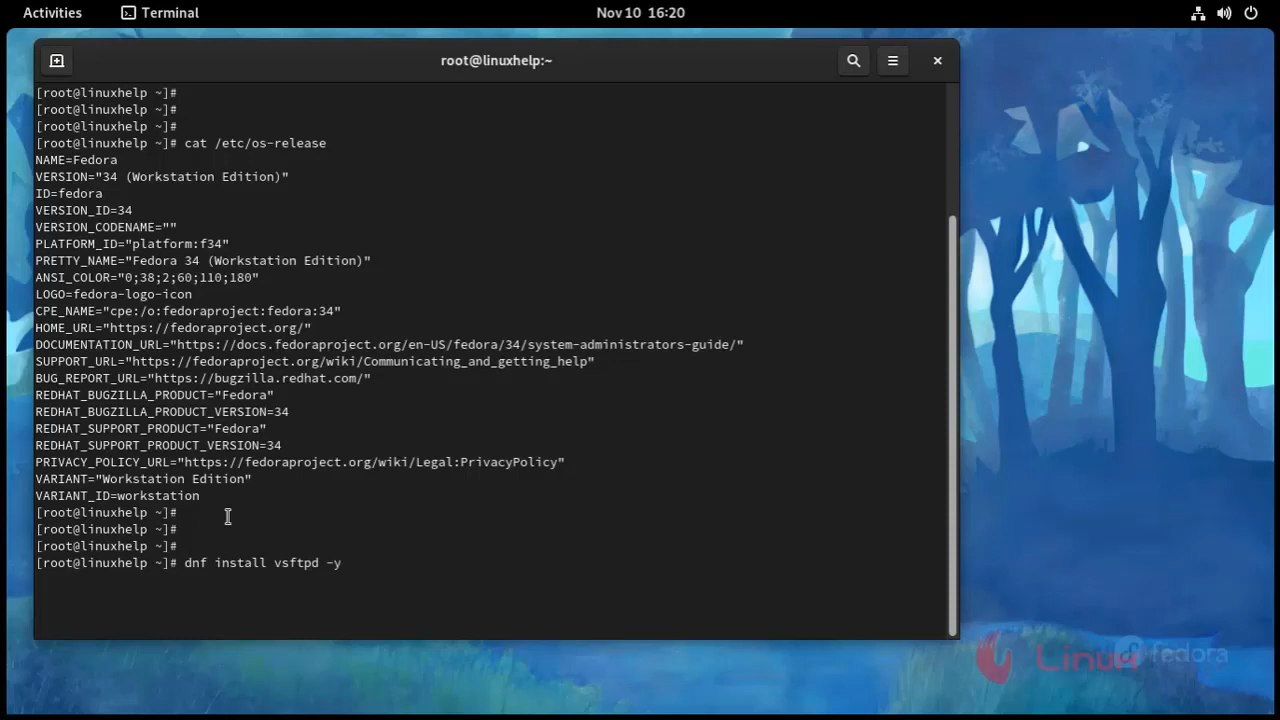 Activities
Terminal
Nov 10 16:20
root@linuxhelp:~
[root@linuxhelp ~]#
[root@linuxhelp ~]#
[root@linuxhelp ~]#
[root@linuxhelp ~]# cat /etc/os-release
NAME=Fedora
VERSION="34 (Workstation Edition)"
ID=fedora
VERSION_ID=34
VERSION_CODENAME=""
PLATFORM_ID="platform:f34"
PRETTY_NAME="Fedora 34 (Workstation Edition)"
ANSI_COLOR="0;38;2;60;110;180"
LOGO=fedora-logo-icon
CPE_NAME="cpe:/o:fedoraproject:fedora:34"
HOME_URL="https://fedoraproject.org/"
DOCUMENTATION_URL="https://docs.fedoraproject.org/en-US/fedora/34/system-administrators-guide/"
SUPPORT_URL="https://fedoraproject.org/wiki/Communicating_and_getting_help"
BUG_REPORT_URL="https://bugzilla.redhat.com/"
REDHAT_BUGZILLA_PRODUCT="Fedora"
REDHAT_BUGZILLA_PRODUCT_VERSION=34
REDHAT_SUPPORT_PRODUCT="Fedora"
REDHAT_SUPPORT_PRODUCT_VERSION=34
PRIVACY_POLICY_URL="https://fedoraproject.org/wiki/Legal:PrivacyPolicy"
VARIANT="Workstation Edition"
VARIANT_ID=workstation
[root@linuxhelp ~]#
[root@linuxhelp ~]#
[root@linuxhelp ~]#
[root@linuxhelp ~]# dnf install vsftpd -y
Linux
fedora